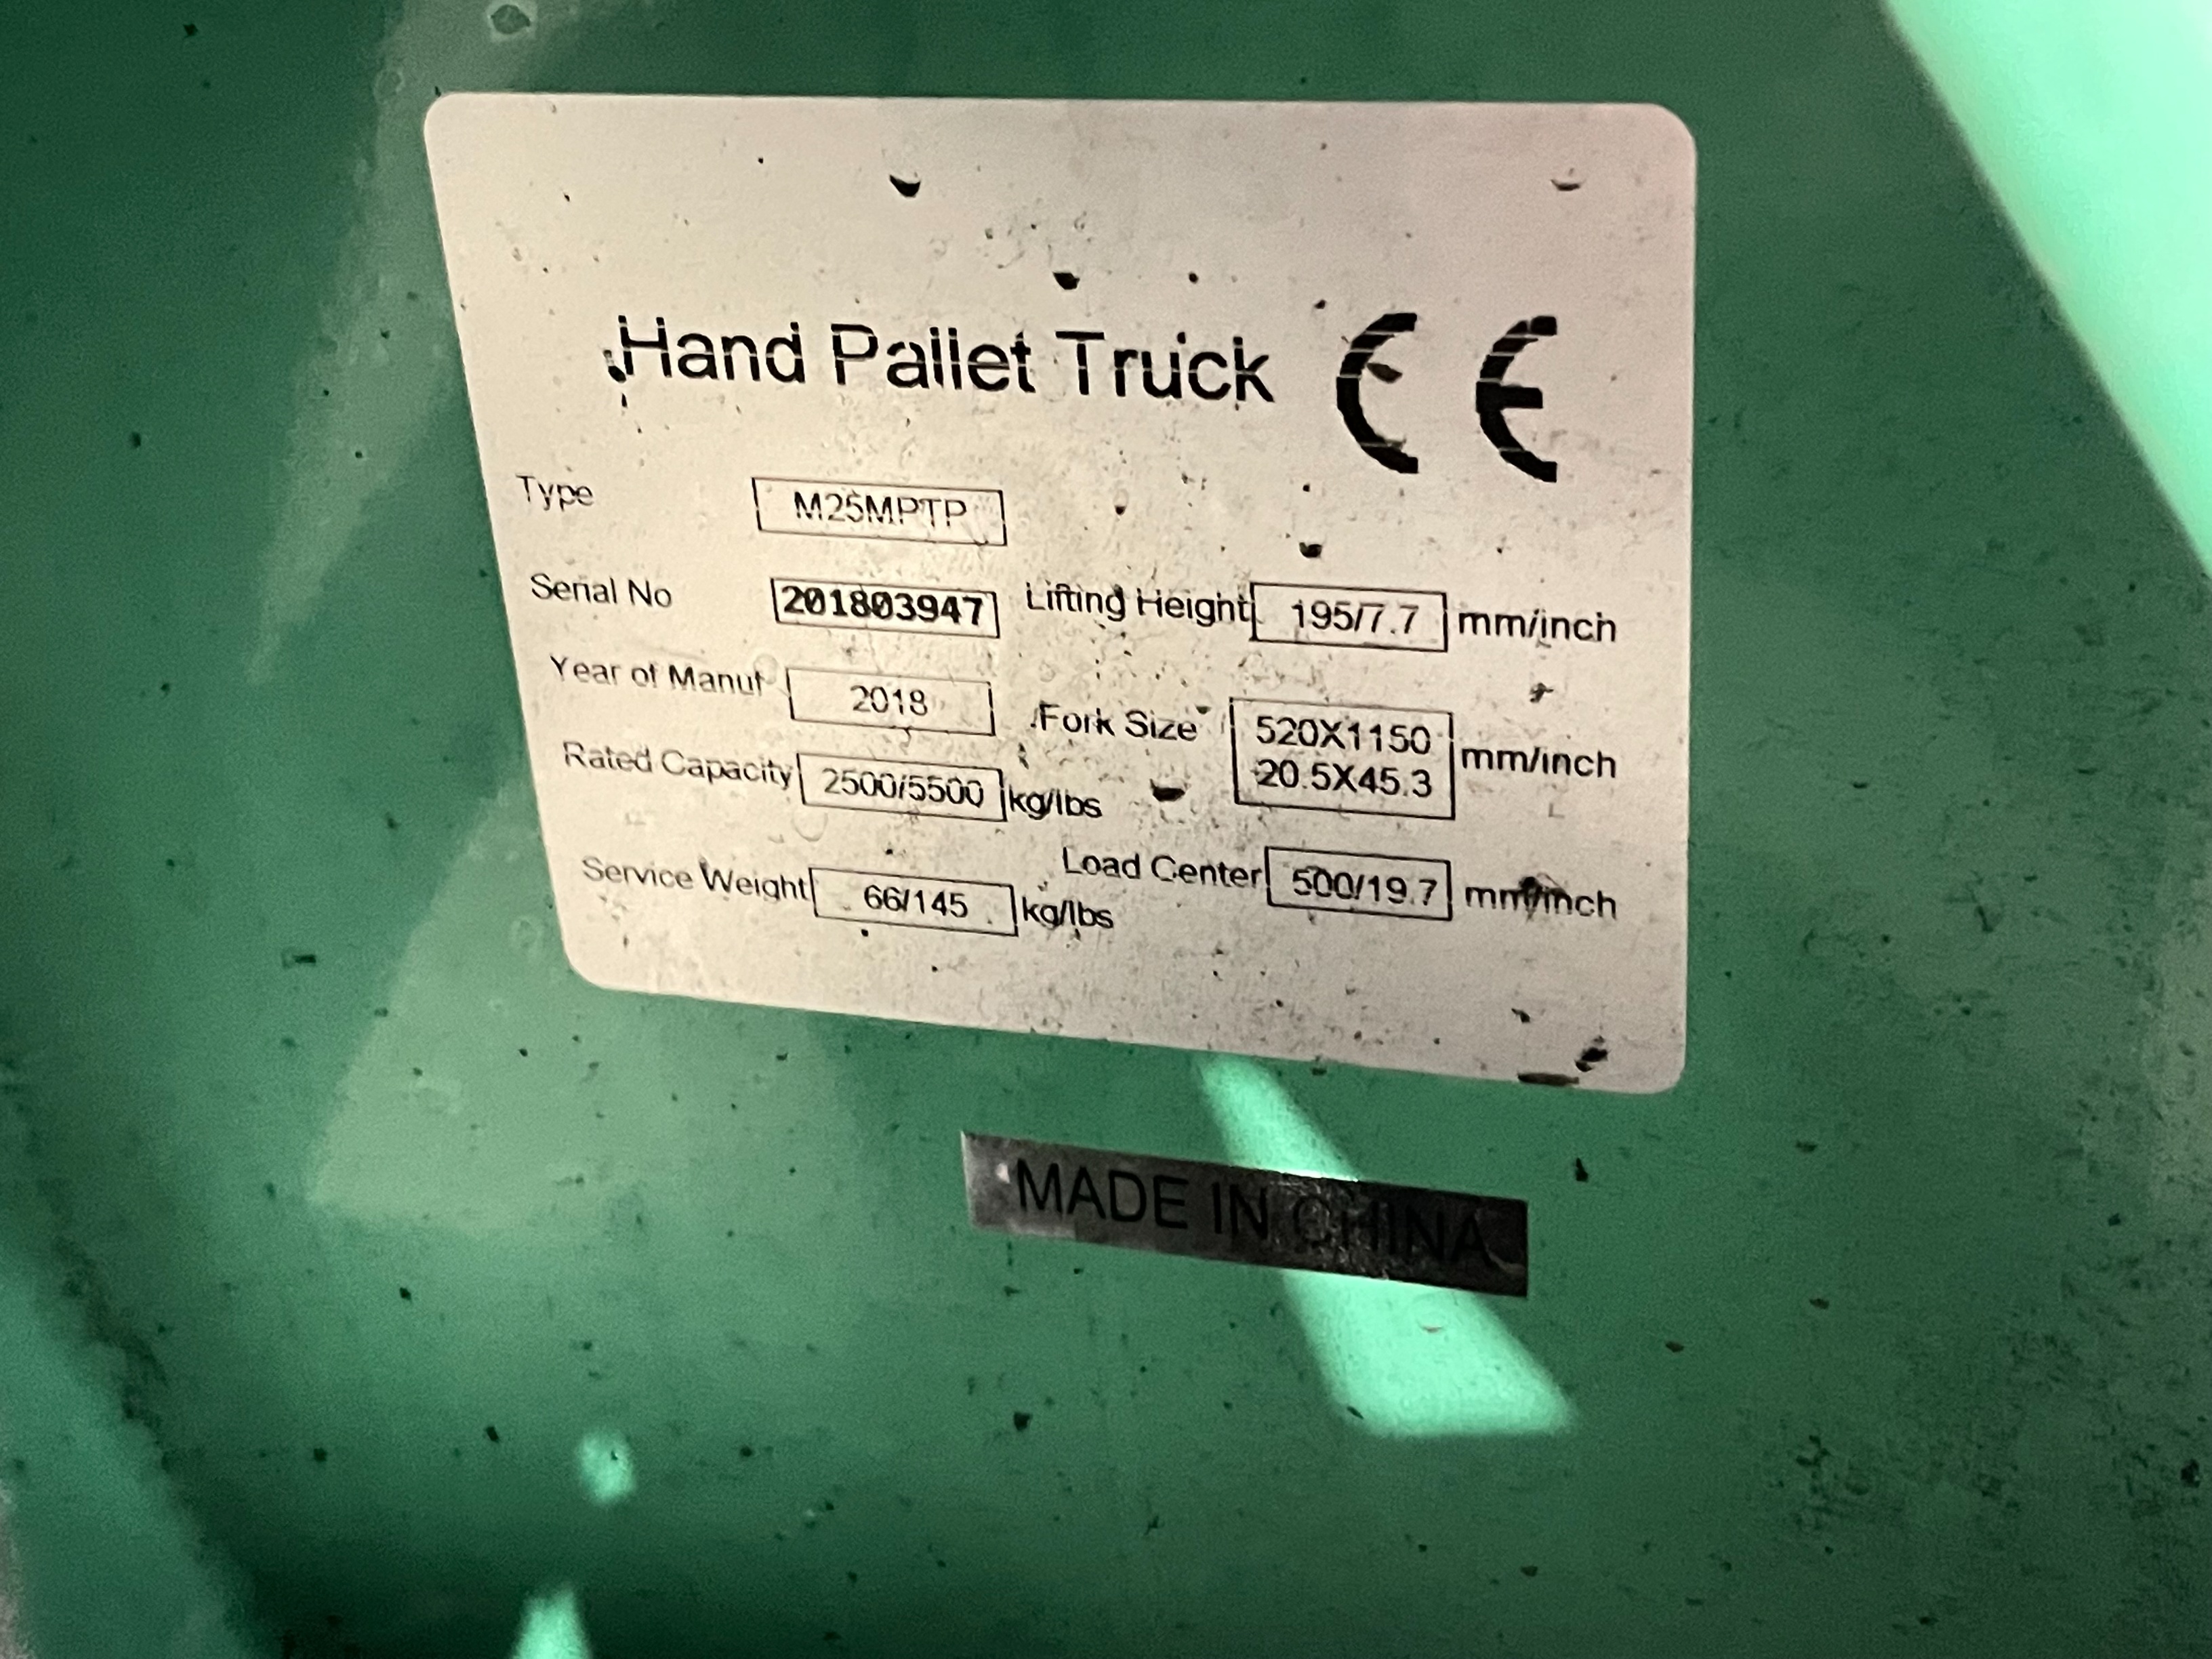 Hand Pallet Truck CE
Type M25MPTP
Serial No 201803947 Lifting Height 195/7.7 mm/inch
Year of Manuf 2018 Fork Size 520X1150 mm/inch
20.5X45.3
Rated Capacity 2500/5500 kg/lbs
Service Weight 66/145 kg/lbs Load Center 500/19.7 mm/inch
MADE IN CHINA